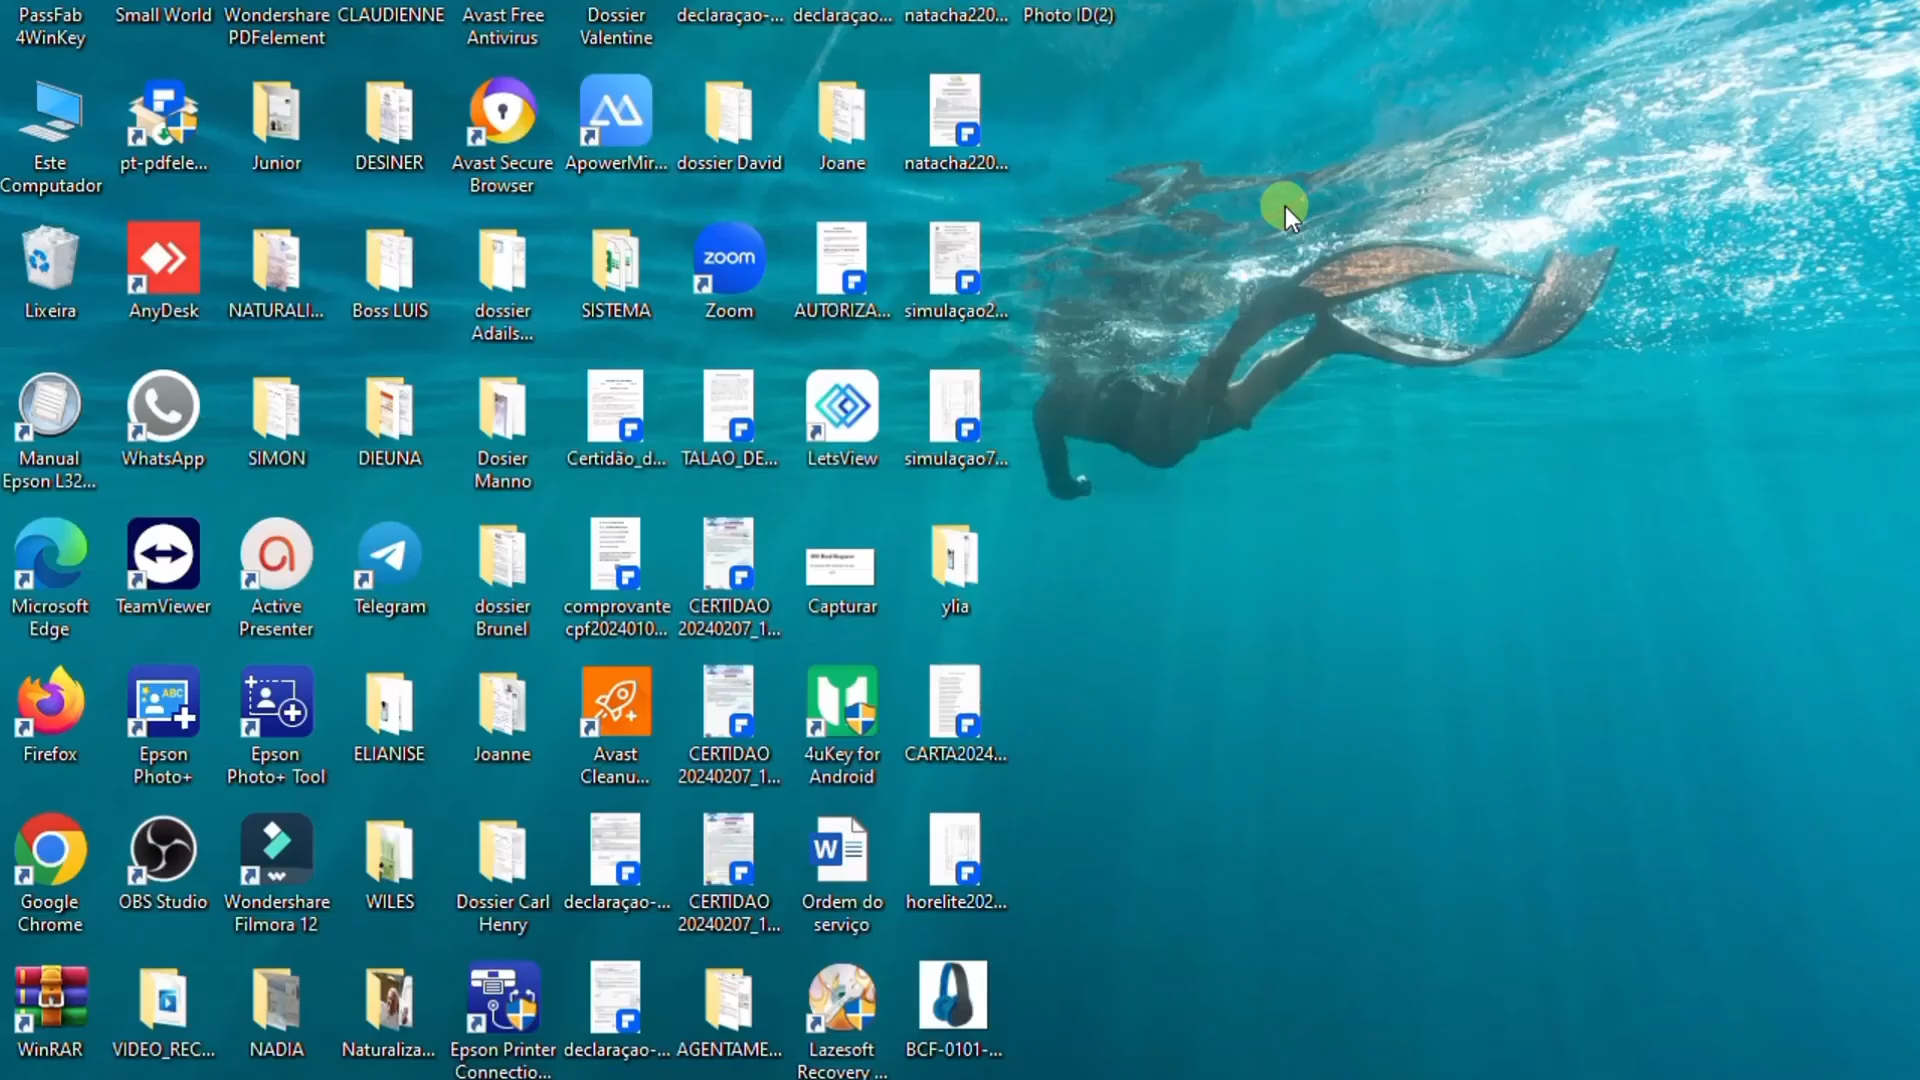 PassFab
4WinKey
Small World
Wondershare
PDFelement
CLAUDIENNE
Avast Free
Antivirus
Dossier
Valentine
declaraçao-...
declaraçao...
natacha220...
Photo ID(2)
Este
Computador
pt-pdfele...
Junior
DESINER
Avast Secure
Browser
ApowerMir...
dossier David
Joane
natacha220...
Lixeira
AnyDesk
NATURALI...
Boss LUIS
dossier
Adails...
SISTEMA
zoom
Zoom
AUTORIZA...
simulaçao2...
Manual
Epson L32...
WhatsApp
SIMON
DIEUNA
Dosier
Manno
Certidão_d...
TALAO_DE...
LetsView
simulaçao7...
Microsoft
Edge
TeamViewer
Active
Presenter
Telegram
dossier
Brunel
comprovante
cpf2024010...
CERTIDAO
20240207_1...
Capturar
ylia
Firefox
ABC
Epson
Photo+
Epson
Photo+ Tool
ELIANISE
Joanne
Avast
Cleanu...
CERTIDAO
20240207_1...
4uKey for
Android
CARTA2024...
Google
Chrome
OBS Studio
Wondershare
Filmora 12
WILES
Dossier Carl
Henry
declaraçao-...
CERTIDAO
20240207_1...
W
Ordem do
serviço
horelite202...
WinRAR
VIDEO_REC...
NADIA
Naturaliza...
Epson Printer
Connectio...
declaraçao-...
AGENTAME...
Lazesoft
Recovery ...
BCF-0101-...